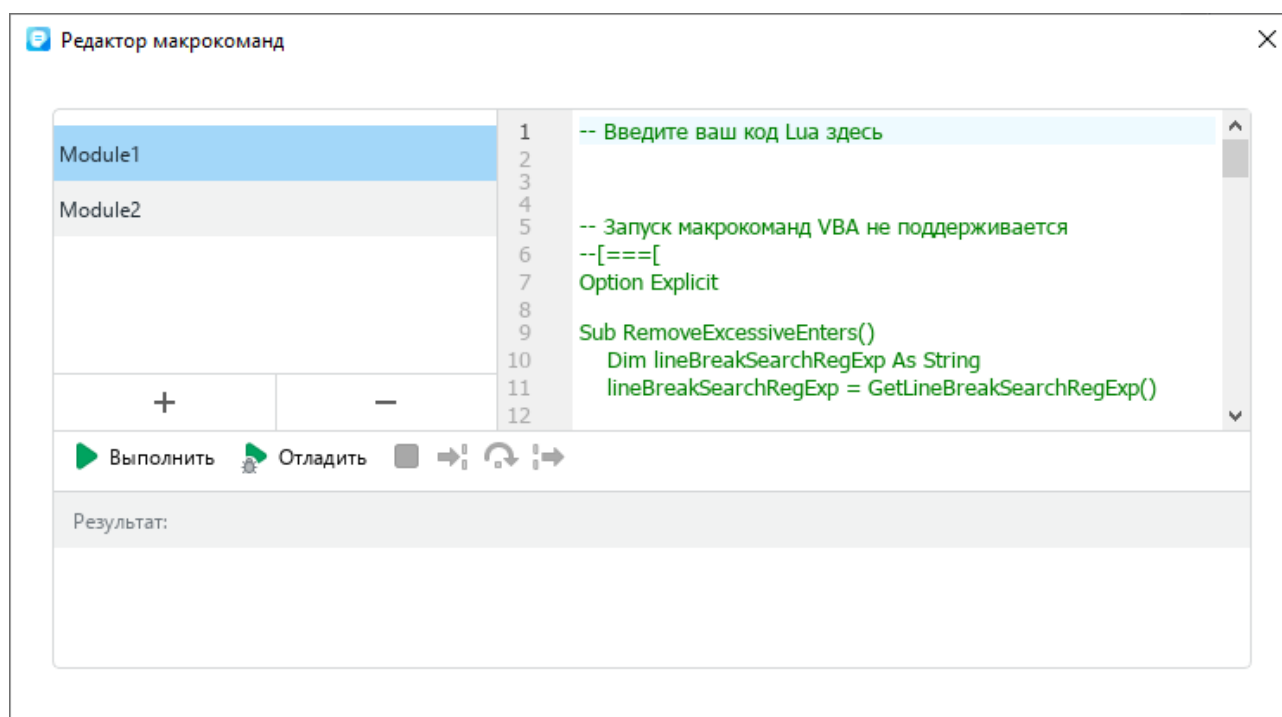 Редактор макрокоманд
Module1
Module2
+ −
1 -- Введите ваш код Lua здесь
2
3
4
5 -- Запуск макрокоманд VBA не поддерживается
6 --[===[
7 Option Explicit
8
9 Sub RemoveExcessiveEnters()
10 Dim lineBreakSearchRegExp As String
11 lineBreakSearchRegExp = GetLineBreakSearchRegExp()
12
Выполнить Отладить
Результат: